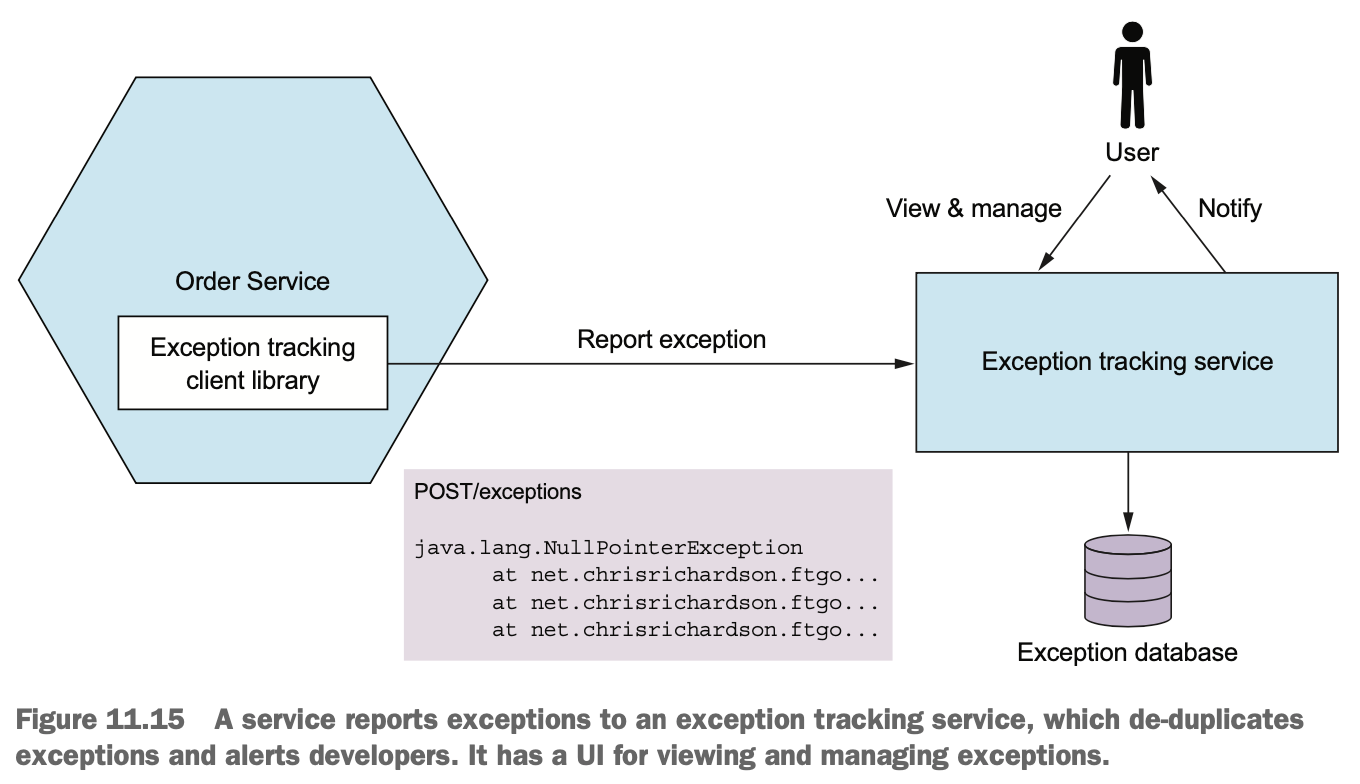 User
View & manage
Notify
Order Service
Exception tracking
client library
Report exception
Exception tracking service
POST/exceptions
java.lang.NullPointerException
at net.chrisrichardson.ftgo...
at net.chrisrichardson.ftgo...
at net.chrisrichardson.ftgo...
Exception database
Figure 11.15 A service reports exceptions to an exception tracking service, which de-duplicates
exceptions and alerts developers. It has a UI for viewing and managing exceptions.